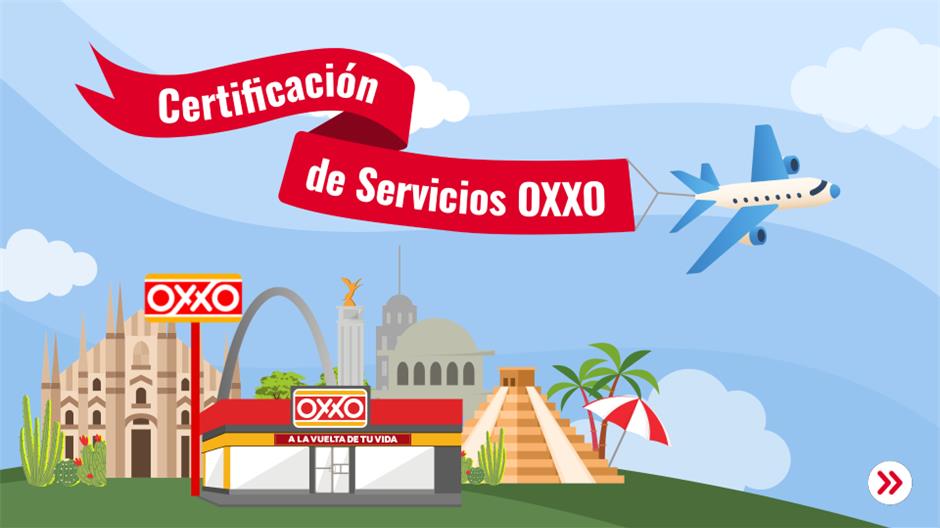 Certificación
de Servicios OXXO
OXXO
OXXO
A LA VUELTA DE TU VIDA